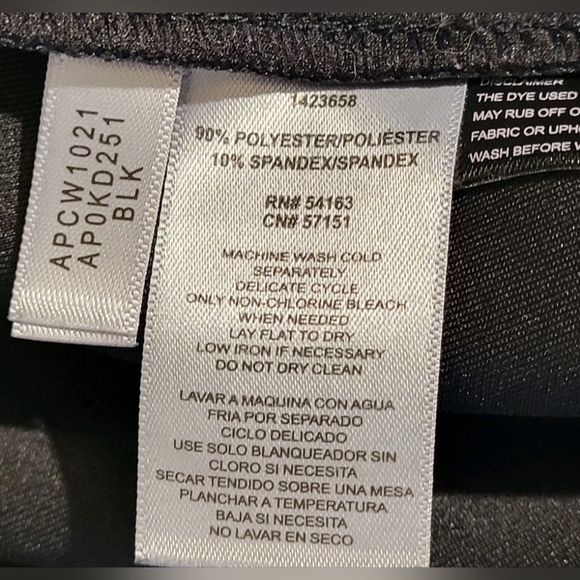 APCW1021
AP0KD251
BLK
1423658
90% POLYESTER/POLIÉSTER
10% SPANDEX/SPANDEX
RN# 54163
CN# 57151
MACHINE WASH COLD
SEPARATELY
DELICATE CYCLE
ONLY NON-CHLORINE BLEACH
WHEN NEEDED
LAY FLAT TO DRY
LOW IRON IF NECESSARY
DO NOT DRY CLEAN
LAVAR A MAQUINA CON AGUA
FRIA POR SEPARADO
CICLO DELICADO
USE SOLO BLANQUEADOR SIN
CLORO SI NECESITA
SECAR TENDIDO SOBRE UNA MESA
PLANCHAR A TEMPERATURA
BAJA SI NECESITA
NO LAVAR EN SECO
DISCLAIMER
THE DYE USED
MAY RUB OFF O
FABRIC OR UPH
WASH BEFORE W